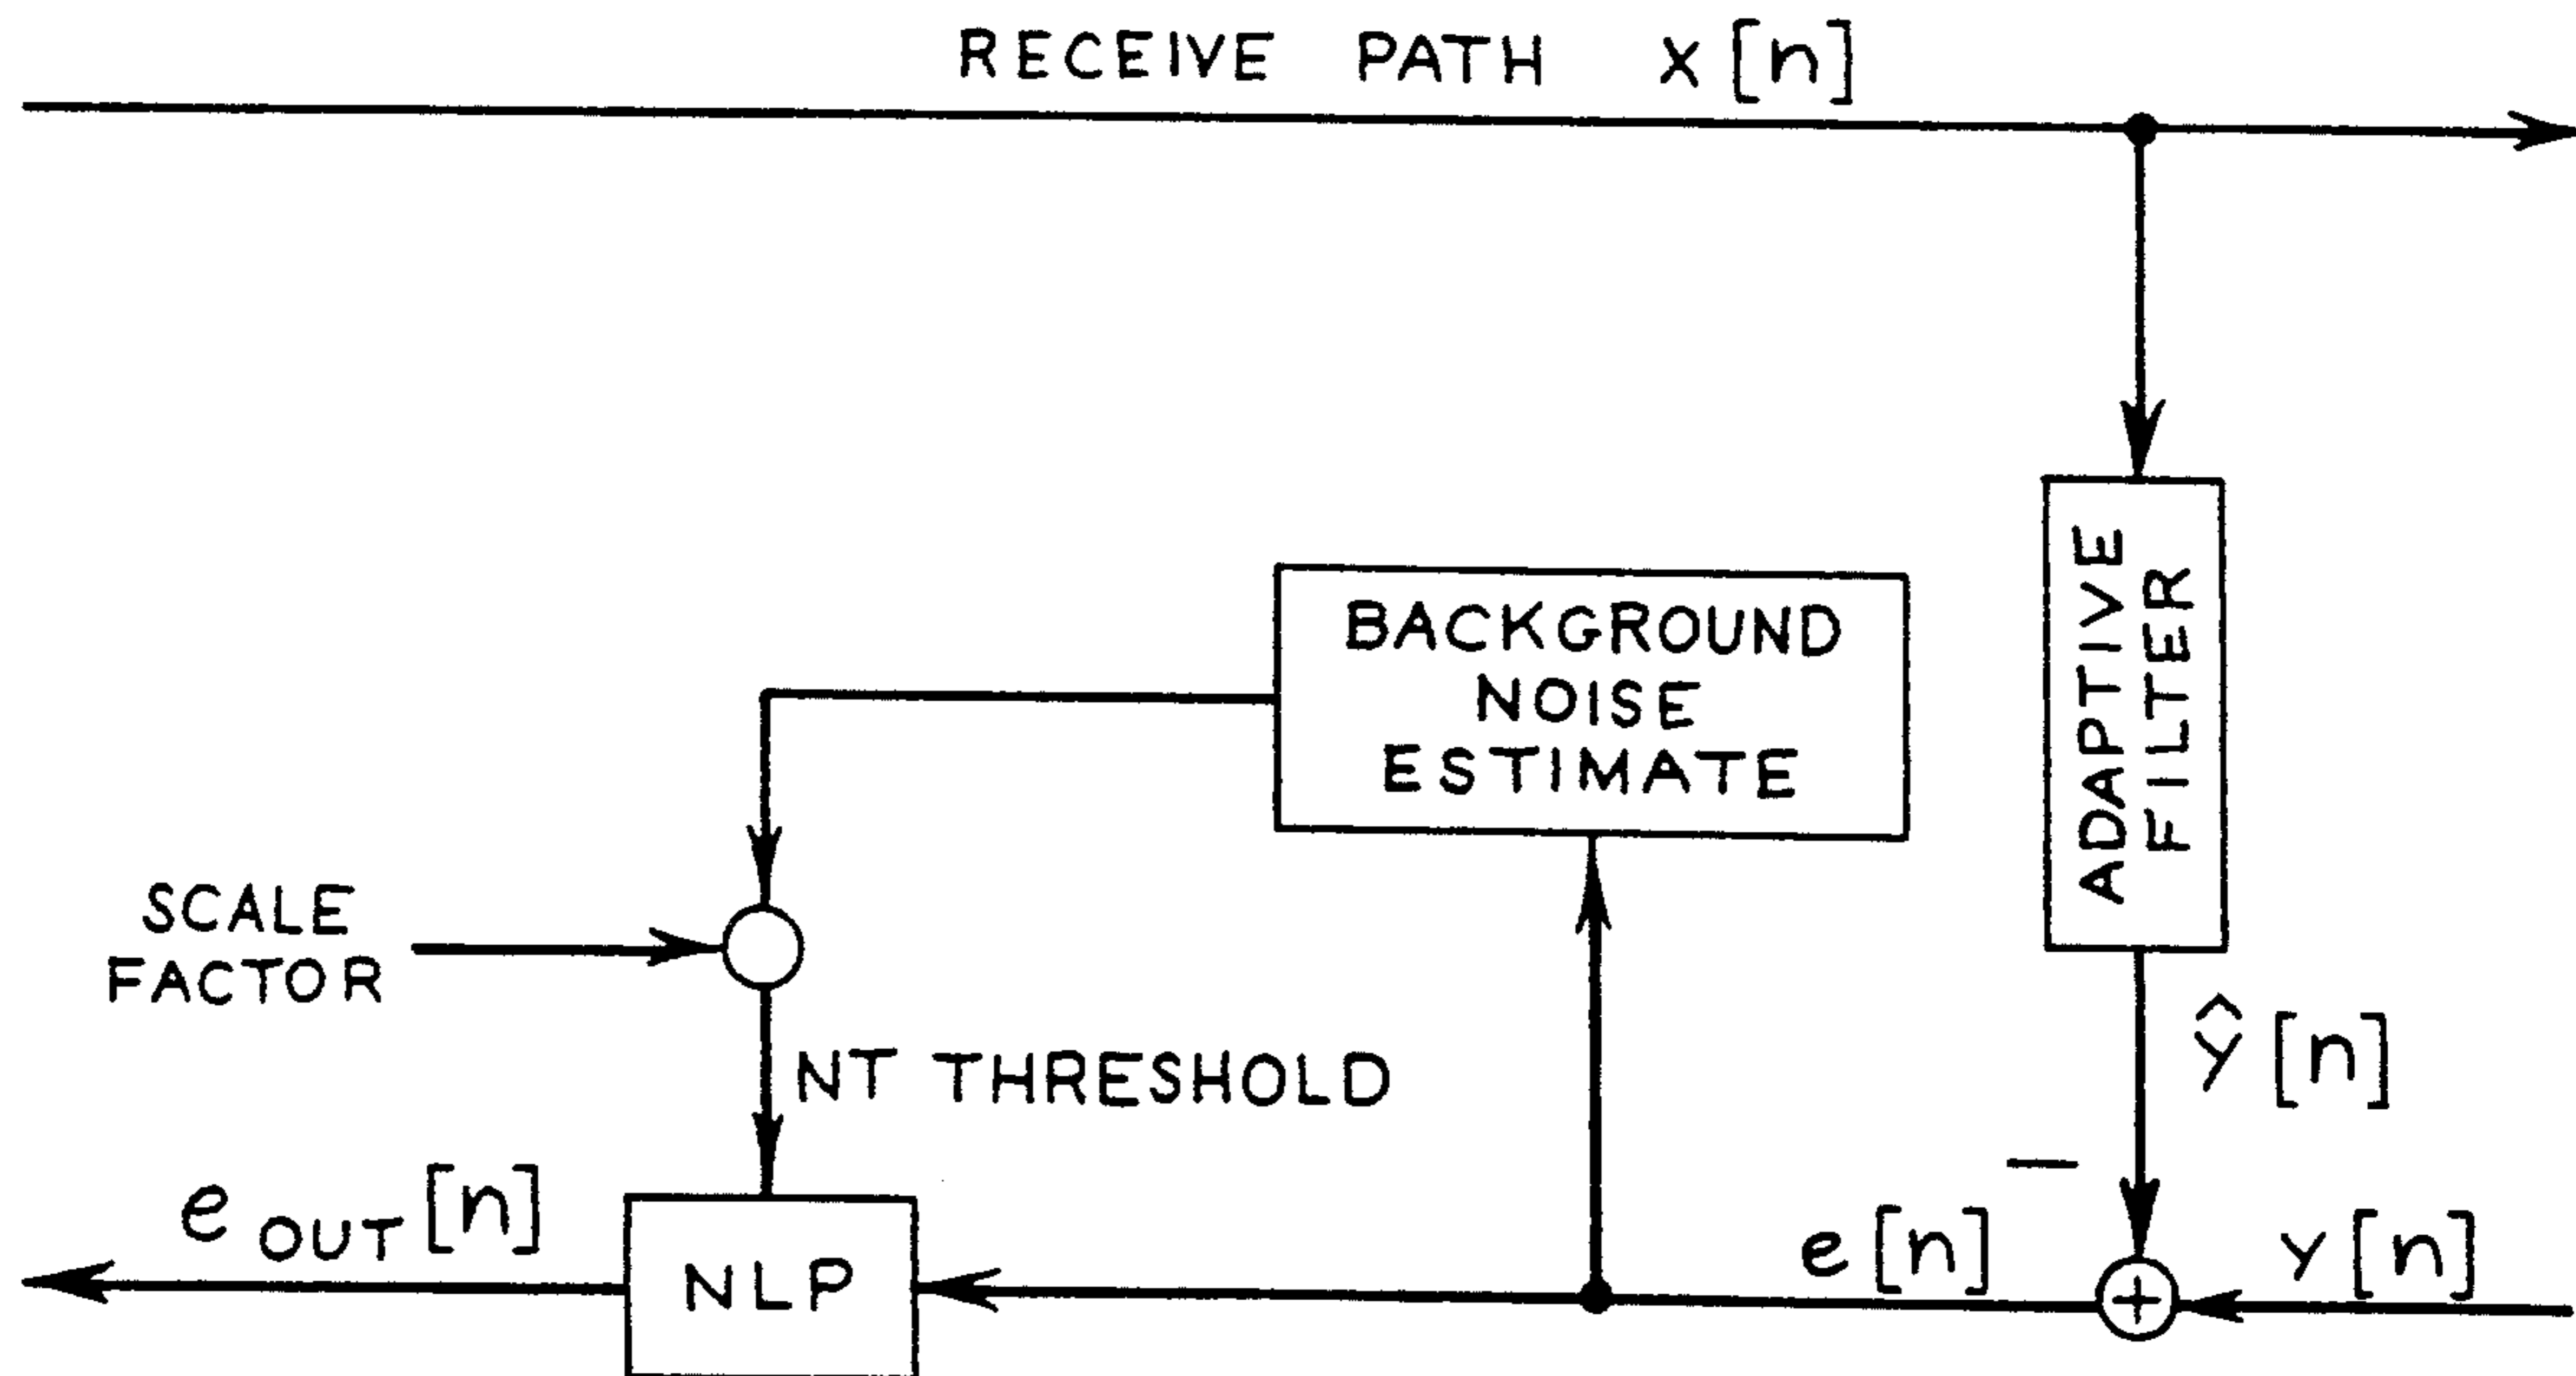 RECEIVE PATH x[n]
BACKGROUND
NOISE
ESTIMATE
ADAPTIVE
FILTER
SCALE
FACTOR
ŷ[n]
NT THRESHOLD
−
e OUT [n]
NLP
e[n]
+
y[n]